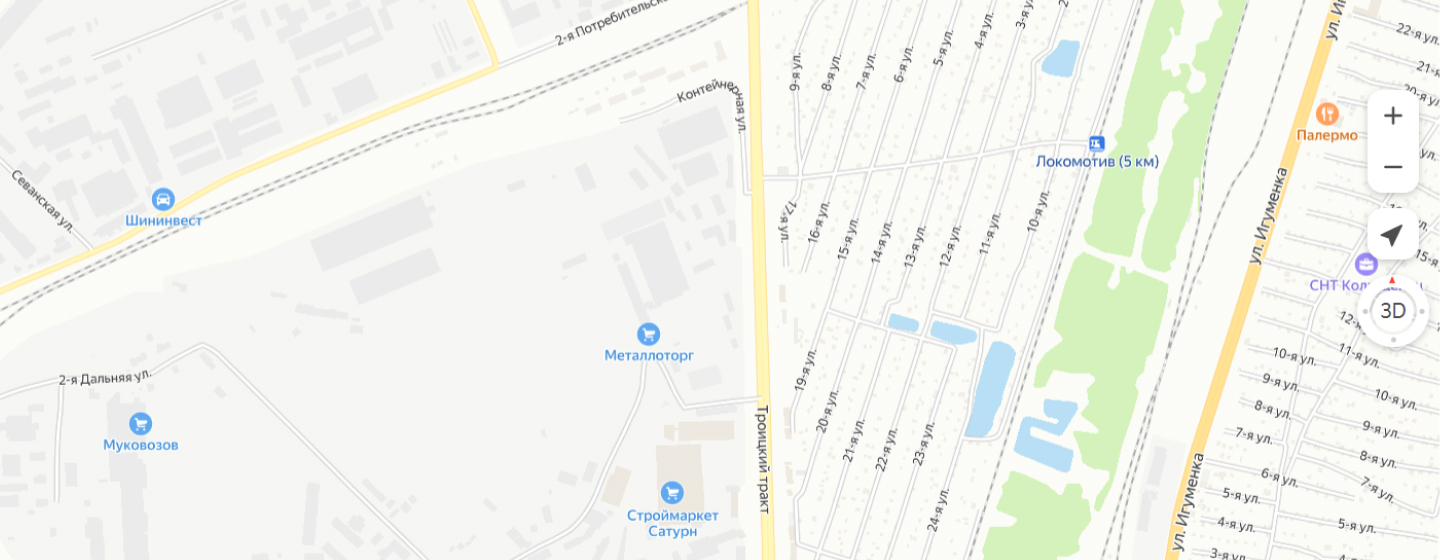 2-я Потребительск
9-я ул.
8-я ул.
7-я ул.
6-я ул.
5-я ул.
4-я ул.
3-я ул.
22-я ул.
21-я
20-я ул.
Контейнерная ул.
Палермо
Локомотив (5 км)
Севанская ул.
Шининвест
17-я ул.
16-я ул.
15-я ул.
14-я ул.
13-я ул.
12-я ул.
11-я ул.
10-я ул.
ул. Игуменка
15-я
СНТ Кол
3D
12-я
Металлоторг
2-я Дальняя ул.
11-я ул.
10-я ул.
9-я ул.
10-я ул.
8-я ул.
19-я ул.
20-я ул.
21-я ул.
22-я ул.
23-я ул.
24-я ул.
Троицкий тракт
Муковозов
7-я ул.
9-я ул.
8-я ул.
6-я ул.
7-я ул.
5-я ул.
4-я ул.
5-я ул.
3-я ул.
ул. Игуменка
Строймаркет
Сатурн